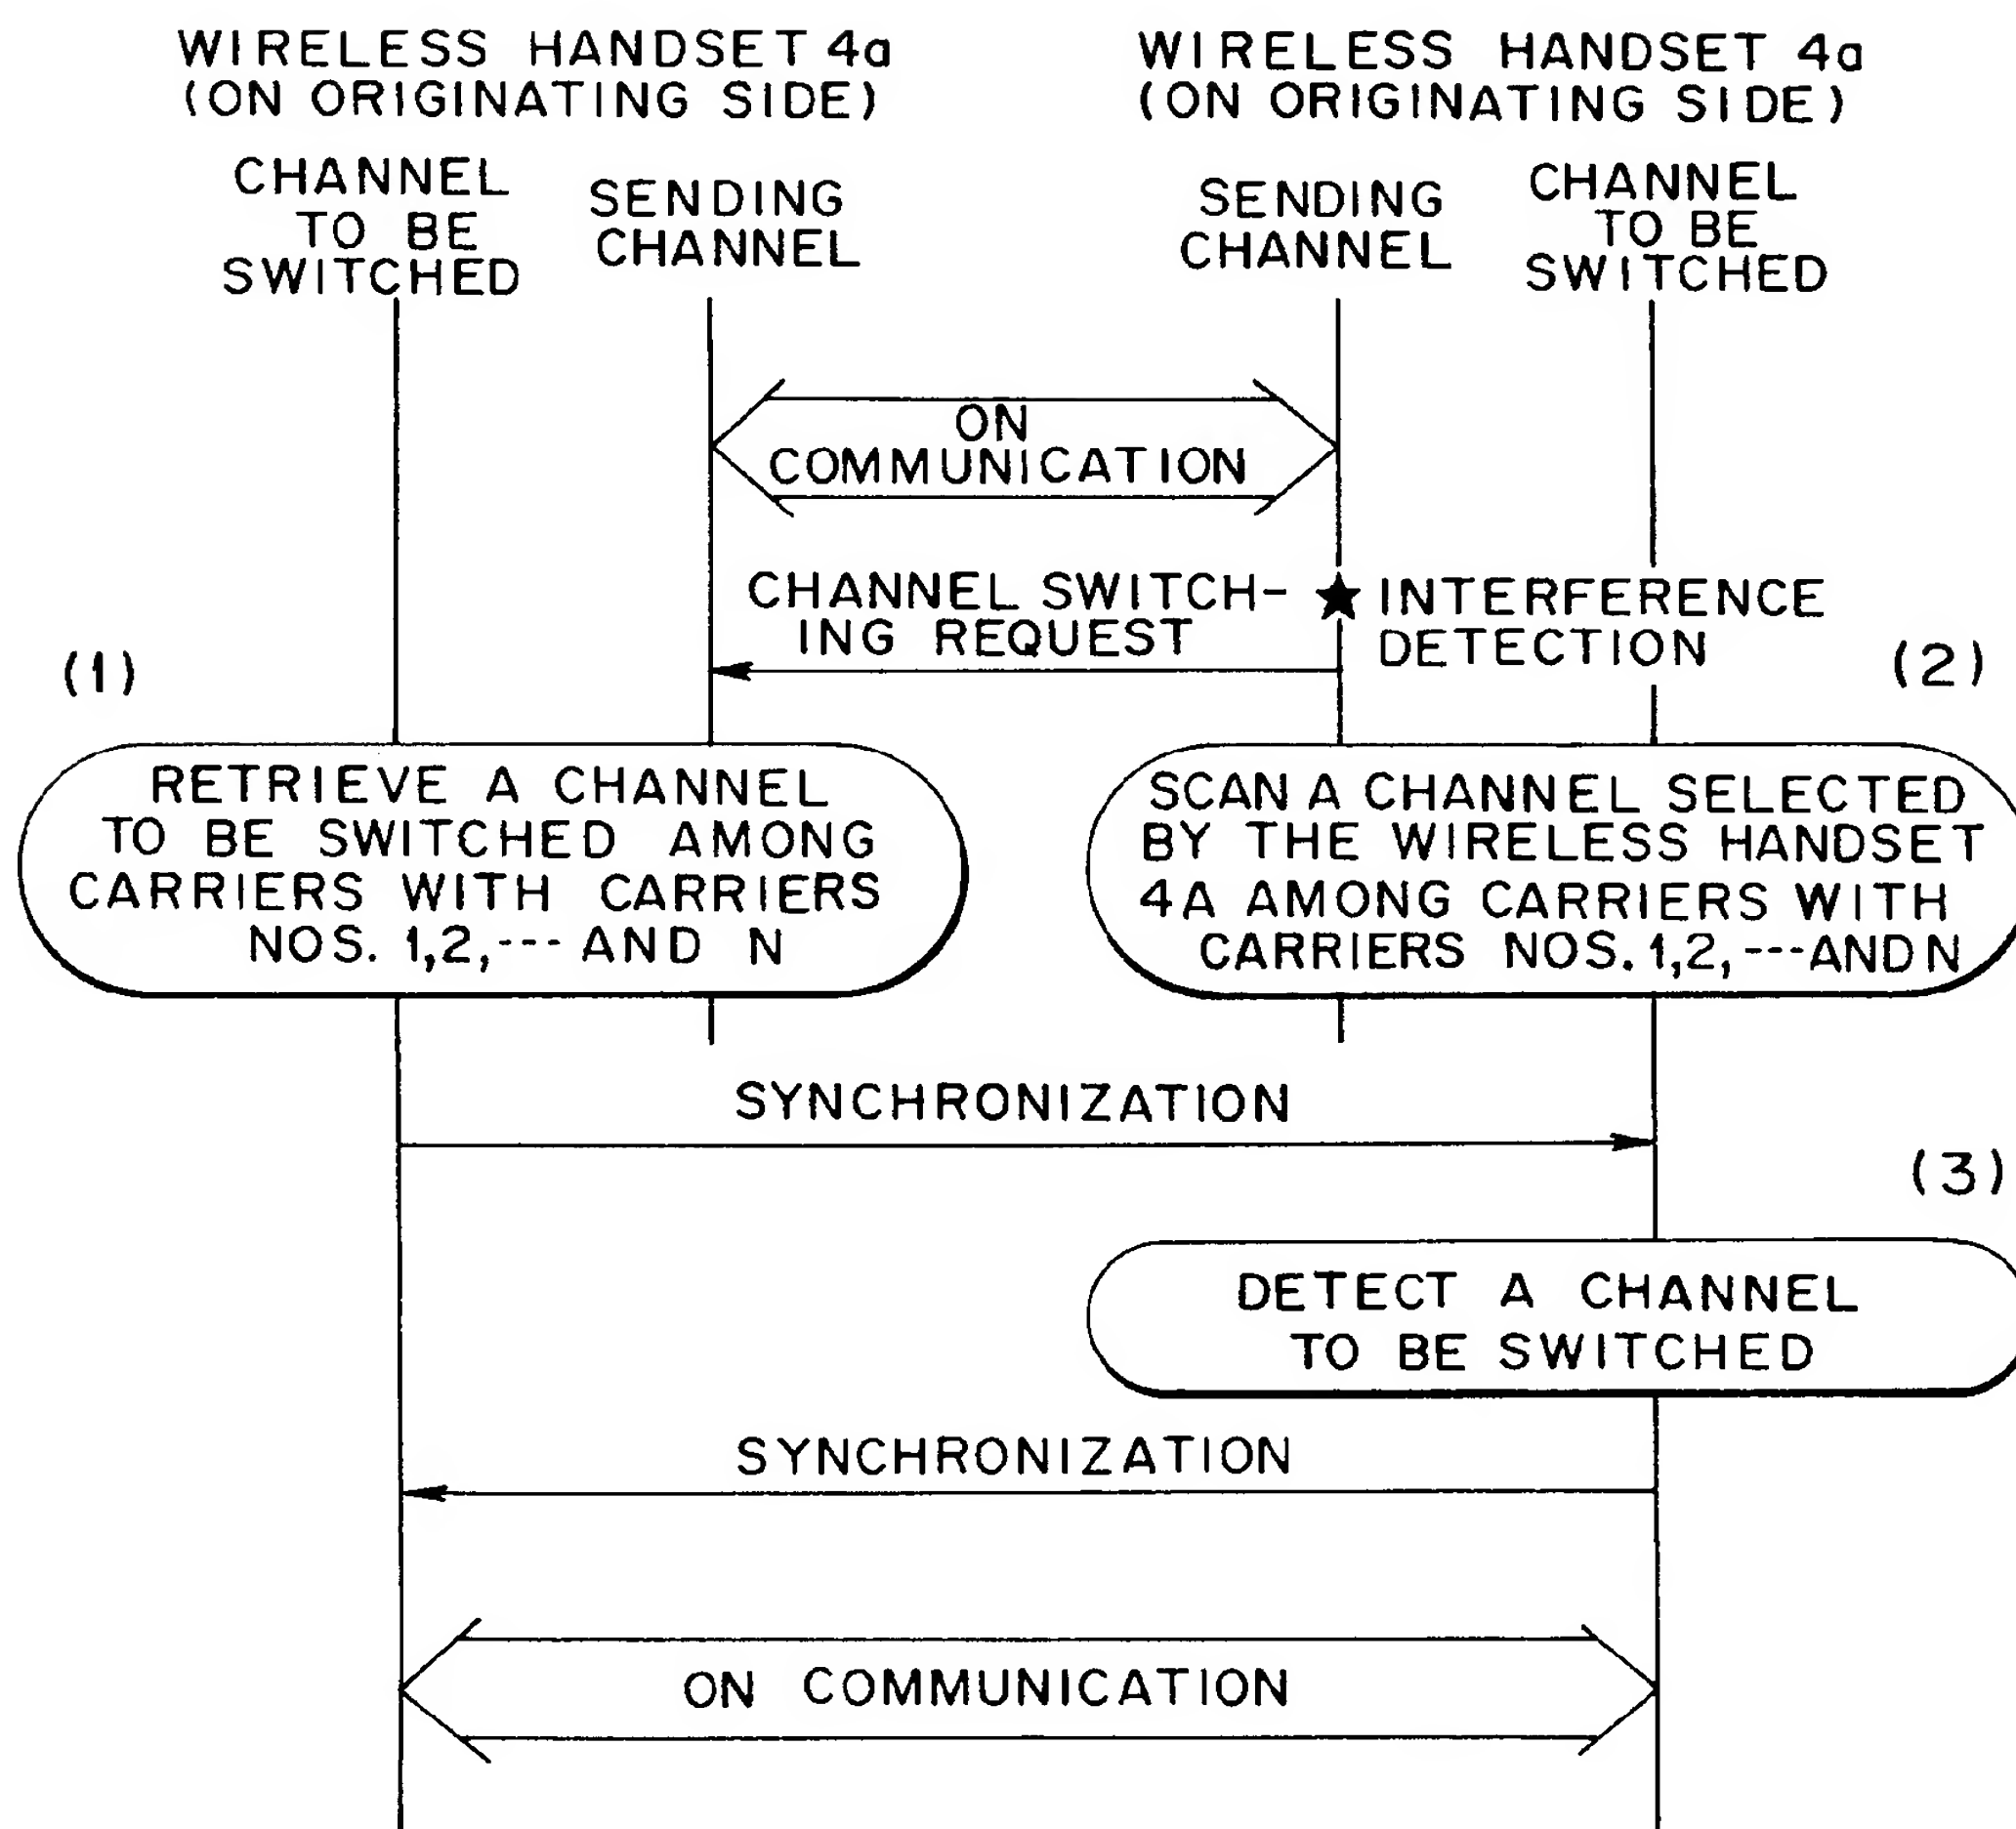 WIRELESS HANDSET 4a
(ON ORIGINATING SIDE)
WIRELESS HANDSET 4a
(ON ORIGINATING SIDE)
CHANNEL
TO BE
SWITCHED
SENDING
CHANNEL
SENDING
CHANNEL
CHANNEL
TO BE
SWITCHED
ON
COMMUNICATION
CHANNEL SWITCH-
ING REQUEST
★ INTERFERENCE
DETECTION
(1)
(2)
RETRIEVE A CHANNEL
TO BE SWITCHED AMONG
CARRIERS WITH CARRIERS
NOS. 1,2,--- AND N
SCAN A CHANNEL SELECTED
BY THE WIRELESS HANDSET
4A AMONG CARRIERS WITH
CARRIERS NOS. 1,2,---AND N
SYNCHRONIZATION
(3)
DETECT A CHANNEL
TO BE SWITCHED
SYNCHRONIZATION
ON COMMUNICATION